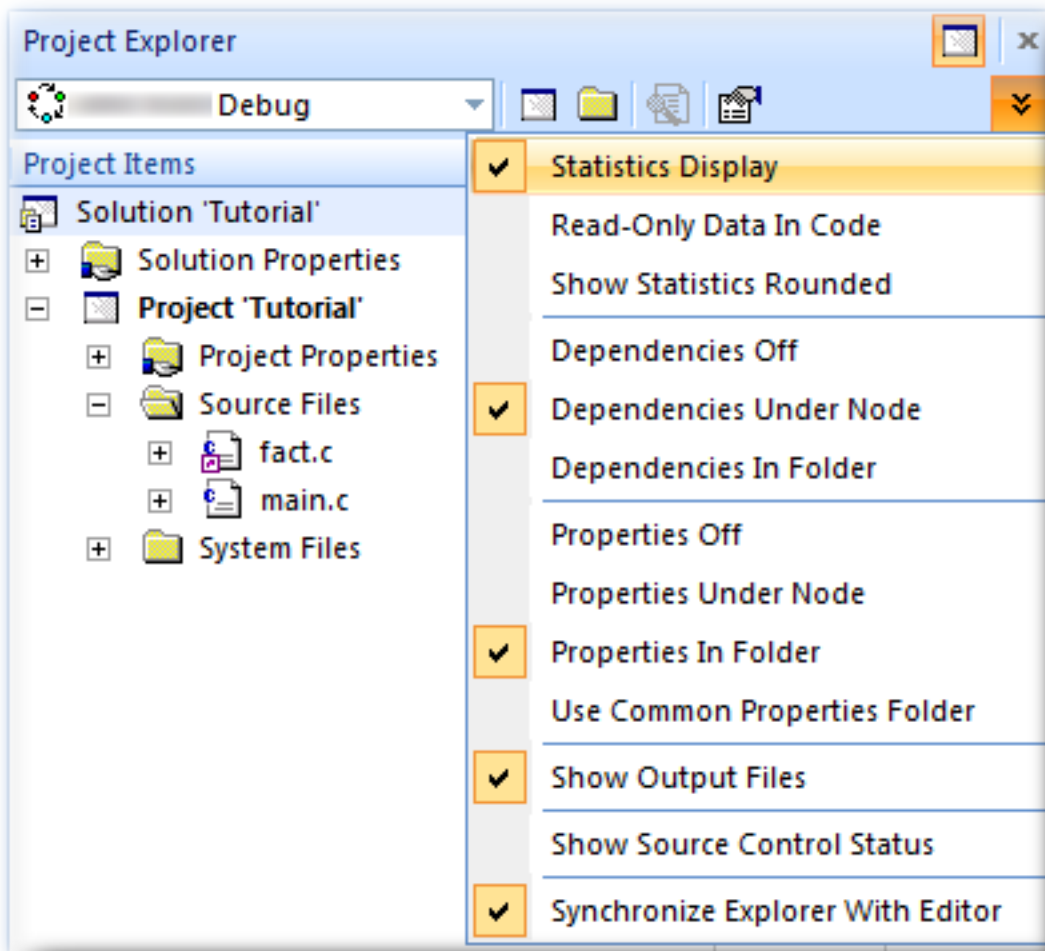 Project Explorer
Debug
Project Items
Solution 'Tutorial'
Solution Properties
Project 'Tutorial'
Project Properties
Source Files
fact.c
main.c
System Files
Statistics Display
Read-Only Data In Code
Show Statistics Rounded
Dependencies Off
Dependencies Under Node
Dependencies In Folder
Properties Off
Properties Under Node
Properties In Folder
Use Common Properties Folder
Show Output Files
Show Source Control Status
Synchronize Explorer With Editor